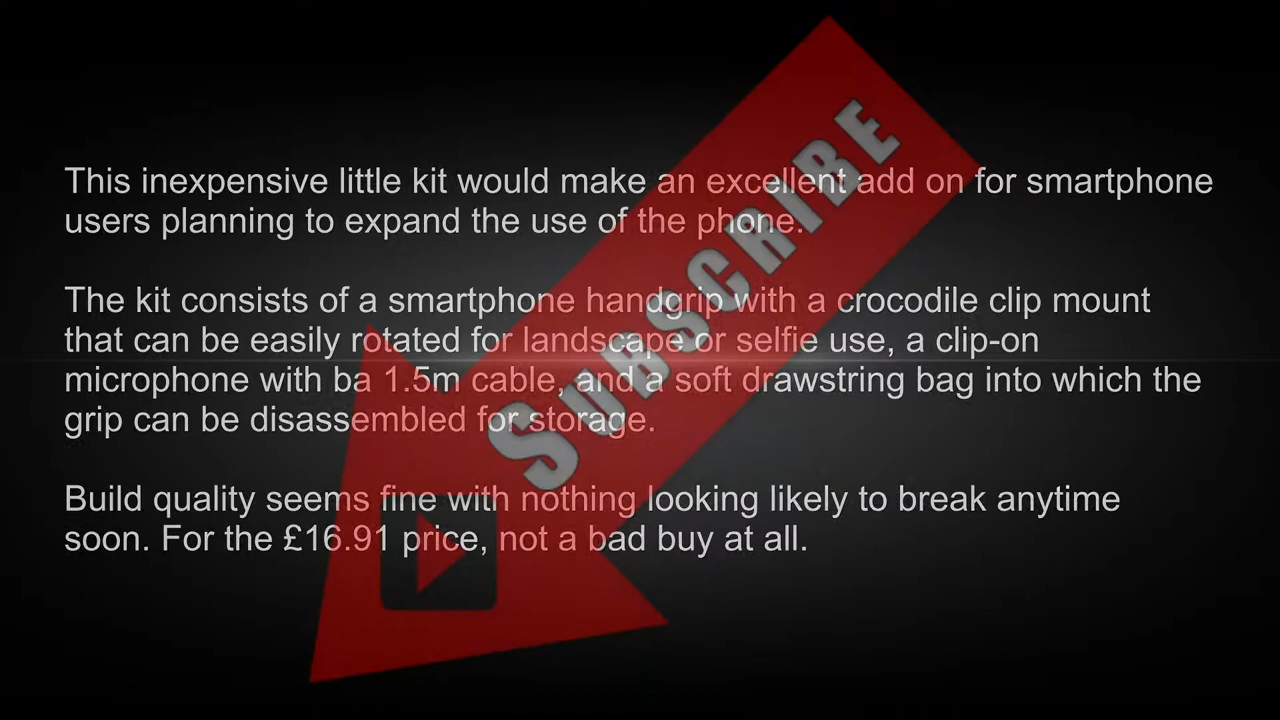 This inexpensive little kit would make an excellent add on for smartphone
users planning to expand the use of the phone.
The kit consists of a smartphone handgrip with a crocodile clip mount
that can be easily rotated for landscape or selfie use, a clip-on
microphone with ba 1.5m cable, and a soft drawstring bag into which the
grip can be disassembled for storage.
Build quality seems fine with nothing looking likely to break anytime
soon. For the £16.91 price, not a bad buy at all.
SUBSCRIBE